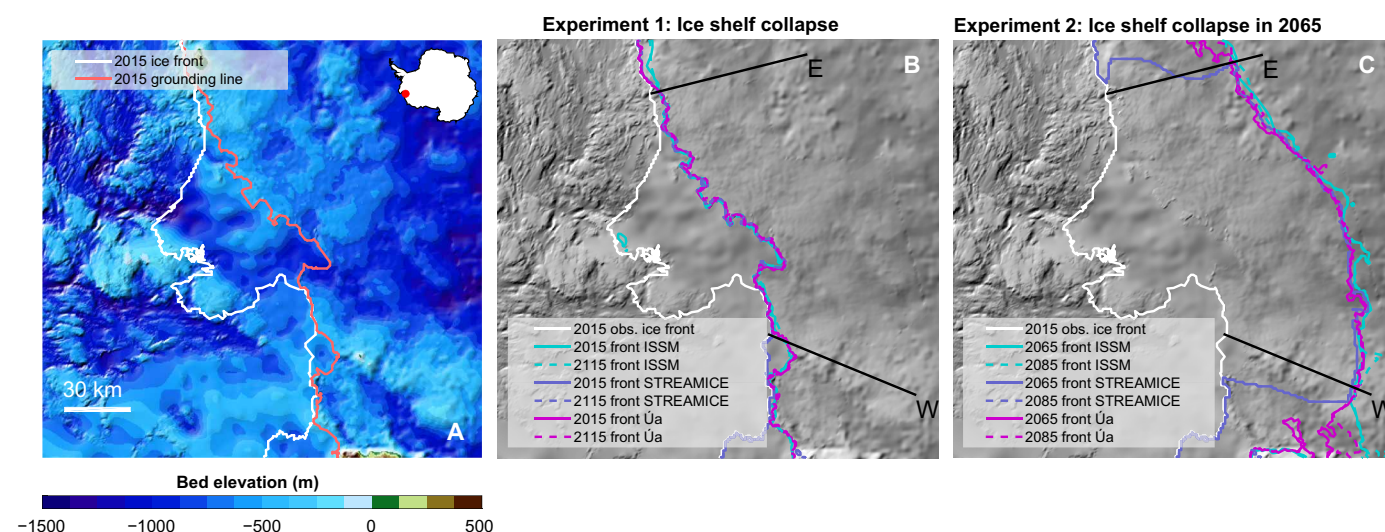 Experiment 1: Ice shelf collapse
Experiment 2: Ice shelf collapse in 2065
2015 ice front
2015 grounding line
30 km
A
Bed elevation (m)
−1500 −1000 −500 0 500
B
E
W
2015 obs. ice front
2015 front ISSM
2115 front ISSM
2015 front STREAMICE
2115 front STREAMICE
2015 front Úa
2115 front Úa
C
E
W
2015 obs. ice front
2065 front ISSM
2085 front ISSM
2065 front STREAMICE
2085 front STREAMICE
2065 front Úa
2085 front Úa